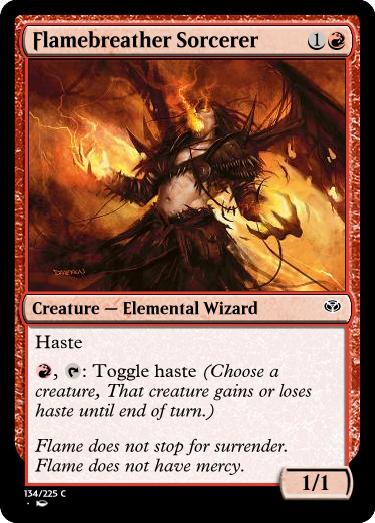 Flamebreather Sorcerer 1
Creature — Elemental Wizard
Haste
, : Toggle haste (Choose a
creature, That creature gains or loses
haste until end of turn.)
Flame does not stop for surrender.
Flame does not have mercy.
1/1
134/225 C